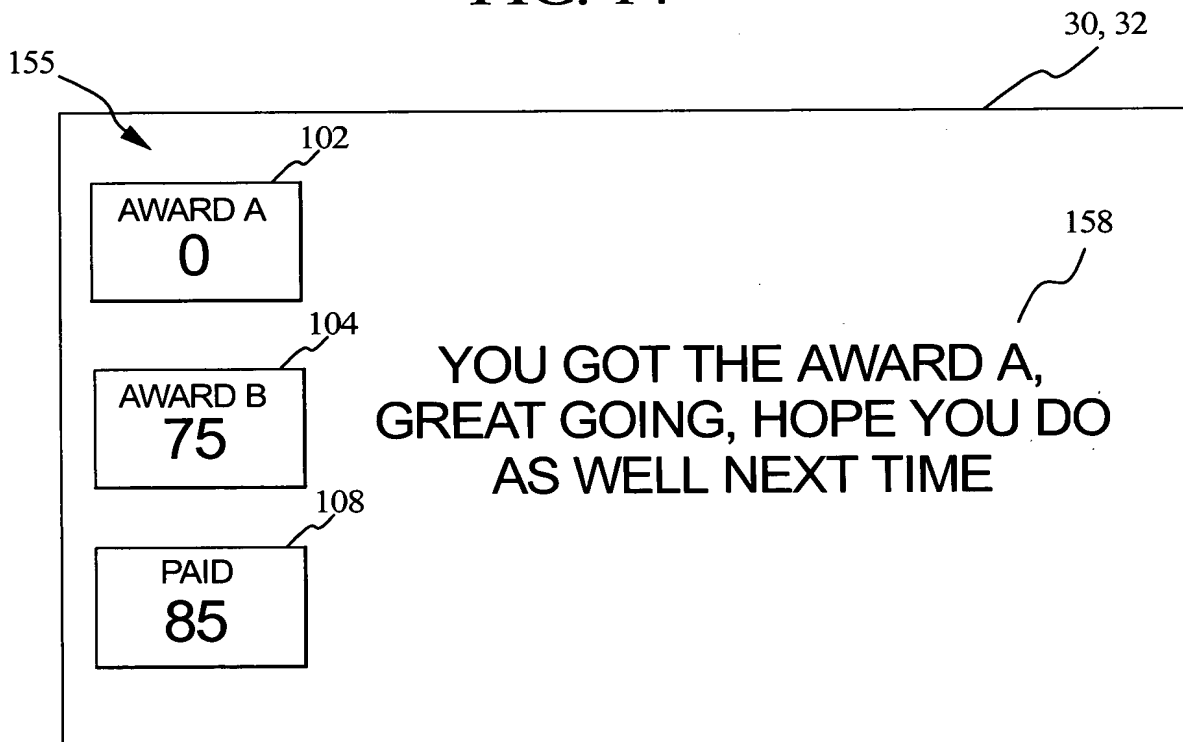 30, 32
155
102
AWARD A
0
158
104
YOU GOT THE AWARD A,
GREAT GOING, HOPE YOU DO
AS WELL NEXT TIME
AWARD B
75
108
PAID
85